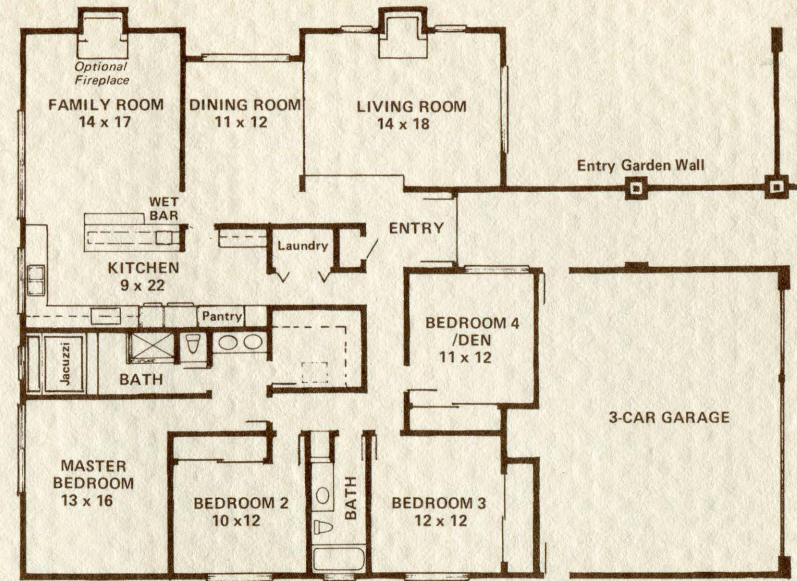 Optional
Fireplace
FAMILY ROOM
14 x 17
DINING ROOM
11 x 12
LIVING ROOM
14 x 18
Entry Garden Wall
WET
BAR
ENTRY
Laundry
KITCHEN
9 x 22
Pantry
BEDROOM 4
/DEN
11 x 12
Jacuzzi
BATH
3-CAR GARAGE
MASTER
BEDROOM
13 x 16
BEDROOM 2
10 x12
BATH
BEDROOM 3
12 x 12